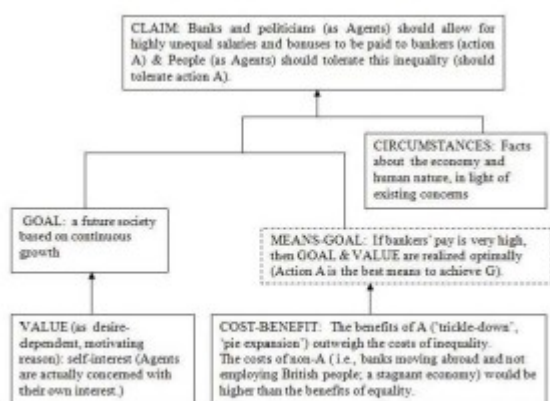 CLAIM: Banks and politicians (as Agents) should allow for
highly unequal salaries and bonuses to be paid to bankers (action
A) & People (as Agents) should tolerate this inequality (should
tolerate action A).
CIRCUMSTANCES: Facts
about the economy and
human nature, in light of
existing concerns
GOAL: a future society
based on continuous
growth
MEANS-GOAL: If bankers' pay is very high,
then GOAL & VALUE are realized optimally
(Action A is the best means to achieve G).
VALUE (as desire-
dependent, motivating
reason): self-interest (Agents
are actually concerned with
their own interest.)
COST-BENEFIT: The benefits of A ('trickle-down',
'pie expansion') outweigh the costs of inequality.
The costs of non-A (i.e., banks moving abroad and not
employing British people; a stagnant economy) would be
higher than the benefits of equality.